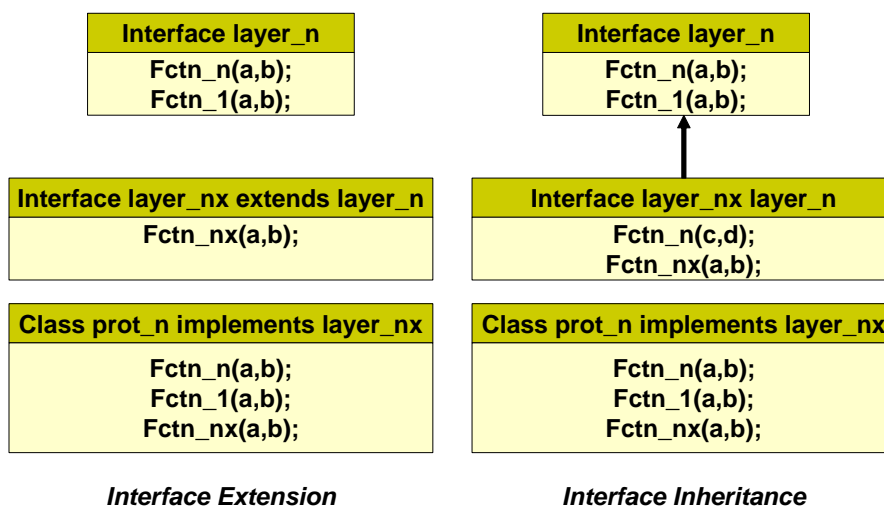 Interface layer_n
Fctn_n(a,b);
Fctn_1(a,b);
Interface layer_nx extends layer_n
Fctn_nx(a,b);
Class prot_n implements layer_nx
Fctn_n(a,b);
Fctn_1(a,b);
Fctn_nx(a,b);
Interface Extension
Interface layer_n
Fctn_n(a,b);
Fctn_1(a,b);
Interface layer_nx layer_n
Fctn_n(c,d);
Fctn_nx(a,b);
Class prot_n implements layer_nx
Fctn_n(a,b);
Fctn_1(a,b);
Fctn_nx(a,b);
Interface Inheritance